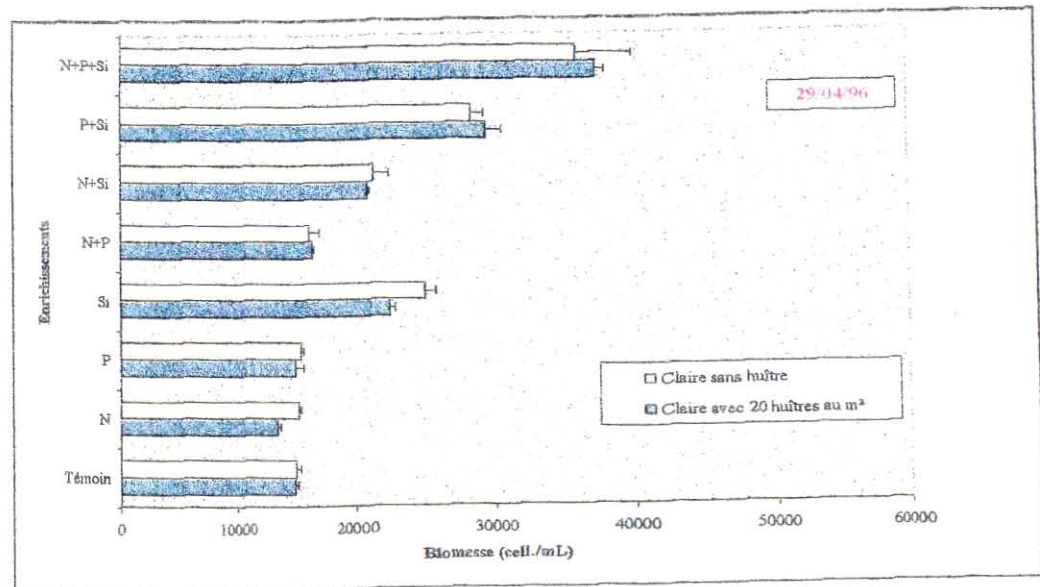 N+P+Si
29/04/96
P+Si
N+Si
N+P
Si
P
N
Témoin
Enrichissements
Claire sans huître
Claire avec 20 huîtres au m²
0
10000
20000
30000
40000
50000
60000
Biomasse (cell./mL)